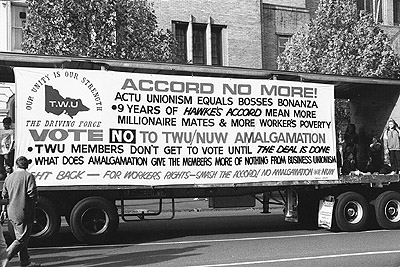 OUR UNITY IS OUR STRENGTH
T.W.U
THE DRIVING FORCE
ACCORD NO MORE!
ACTU UNIONISM EQUALS BOSSES BONANZA
• 9 YEARS OF HAWKE'S ACCORD MEAN MORE
MILLIONAIRE MATES & MORE WORKER'S POVERTY
VOTE NO TO TWU/NUW AMALGAMATION
• TWU MEMBERS DON'T GET TO VOTE UNTIL THE DEAL IS DONE
• WHAT DOES AMALGAMATION GIVE THE MEMBERS MORE OF NOTHING FROM BUSINESS UNIONISM
GHT BACK — FOR WORKERS RIGHTS — SMASH THE ACCORD! NO AMALGAMATION NUW